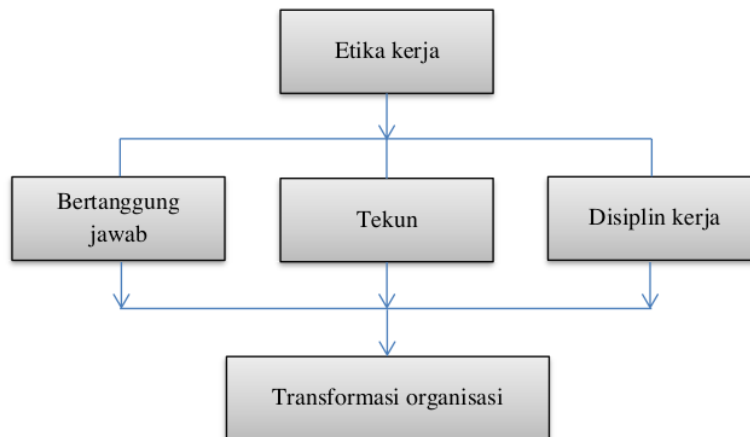 Etika kerja
Bertanggung
jawab
Tekun
Disiplin kerja
Transformasi organisasi